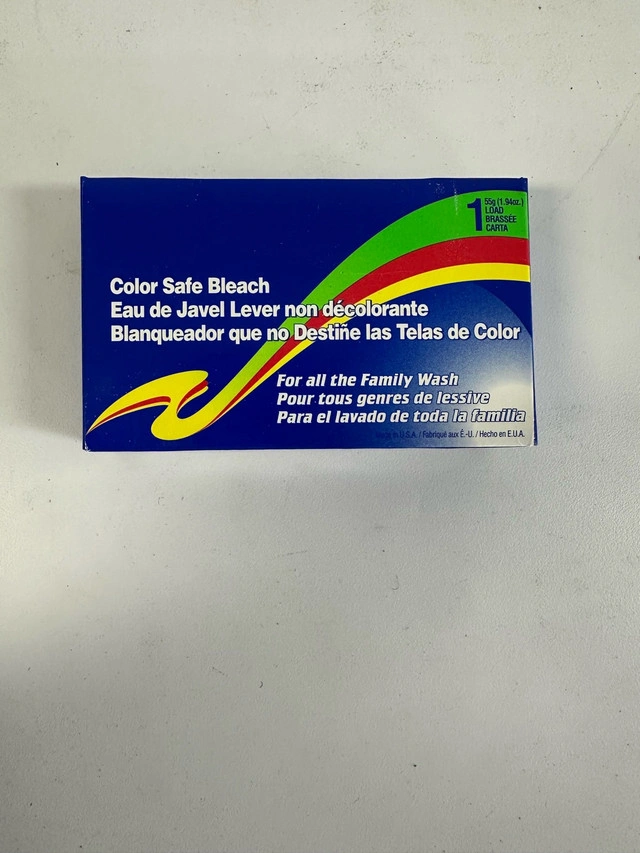 1 55g (1.94oz.)
LOAD
BRASSÉE
CARTA
Color Safe Bleach
Eau de Javel Lever non décolorante
Blanqueador que no Destiñe las Telas de Color
For all the Family Wash
Pour tous genres de lessive
Para el lavado de toda la familia
Made in U.S.A. / Fabriqué aux É.-U. / Hecho en E.U.A.